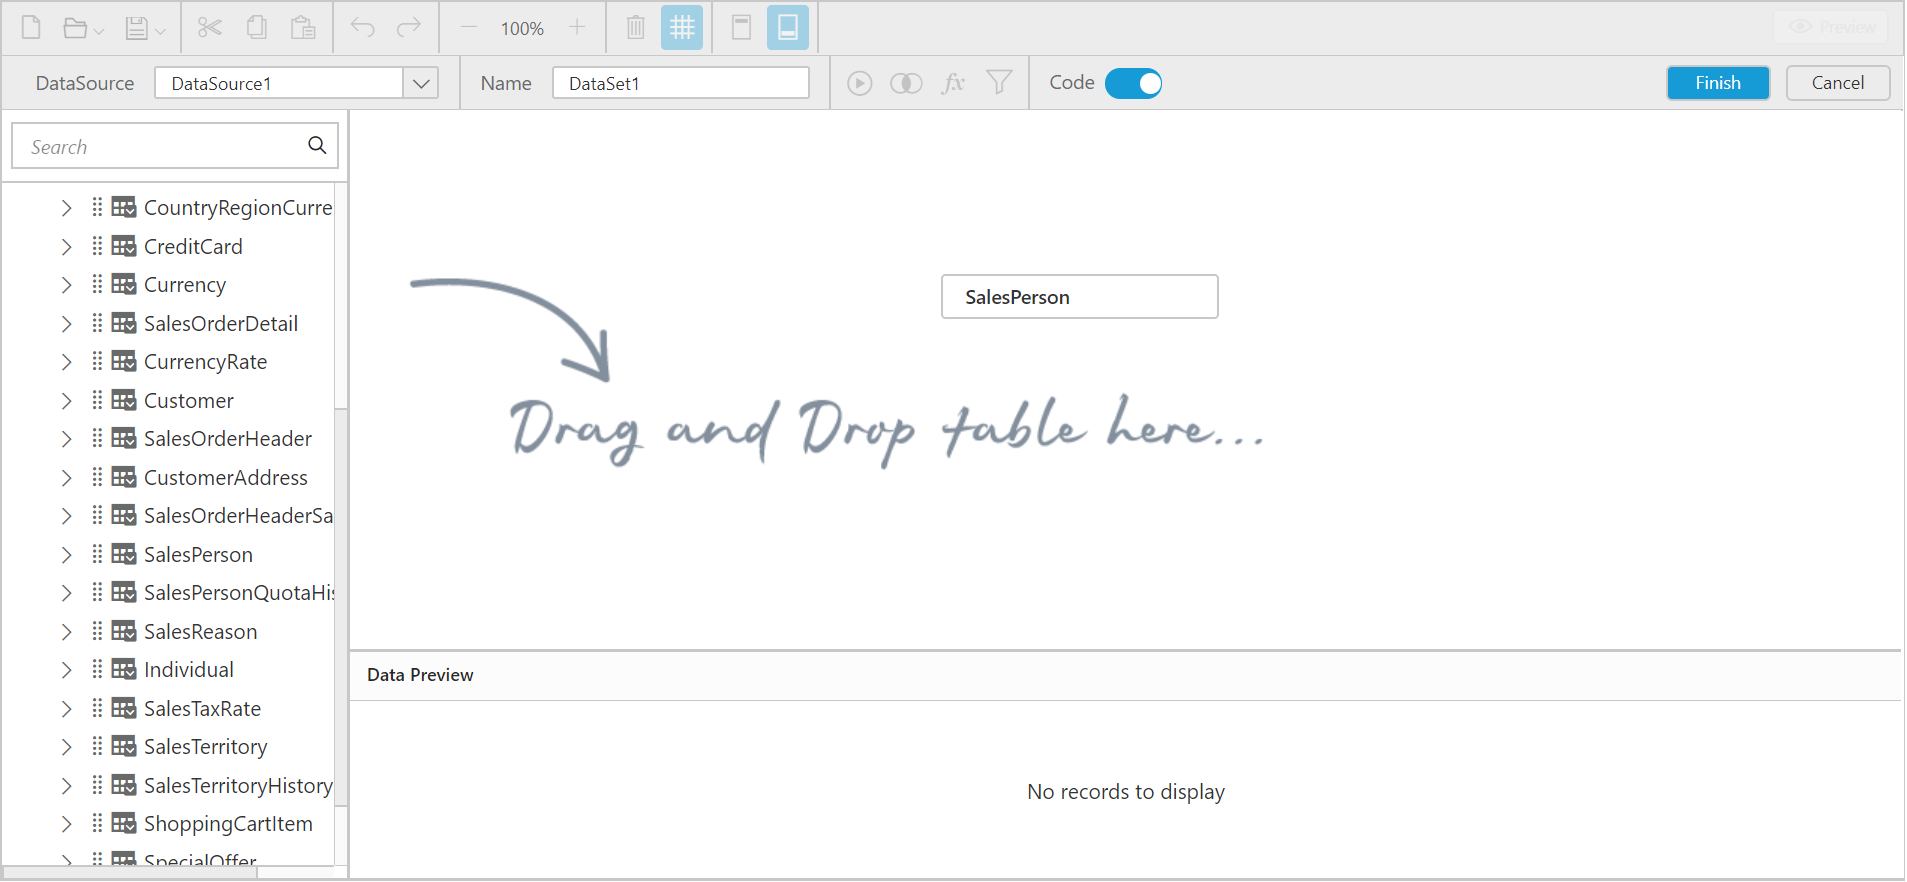 100%
Preview
DataSource
DataSource1
Name
DataSet1
fx
Code
Finish
Cancel
Search
CountryRegionCurre
CreditCard
Currency
SalesOrderDetail
CurrencyRate
Customer
SalesOrderHeader
CustomerAddress
SalesOrderHeaderSa
SalesPerson
SalesPersonQuotaHis
SalesReason
Individual
SalesTaxRate
SalesTerritory
SalesTerritoryHistory
ShoppingCartItem
SpecialOffer
SalesPerson
Drag and Drop table here...
Data Preview
No records to display